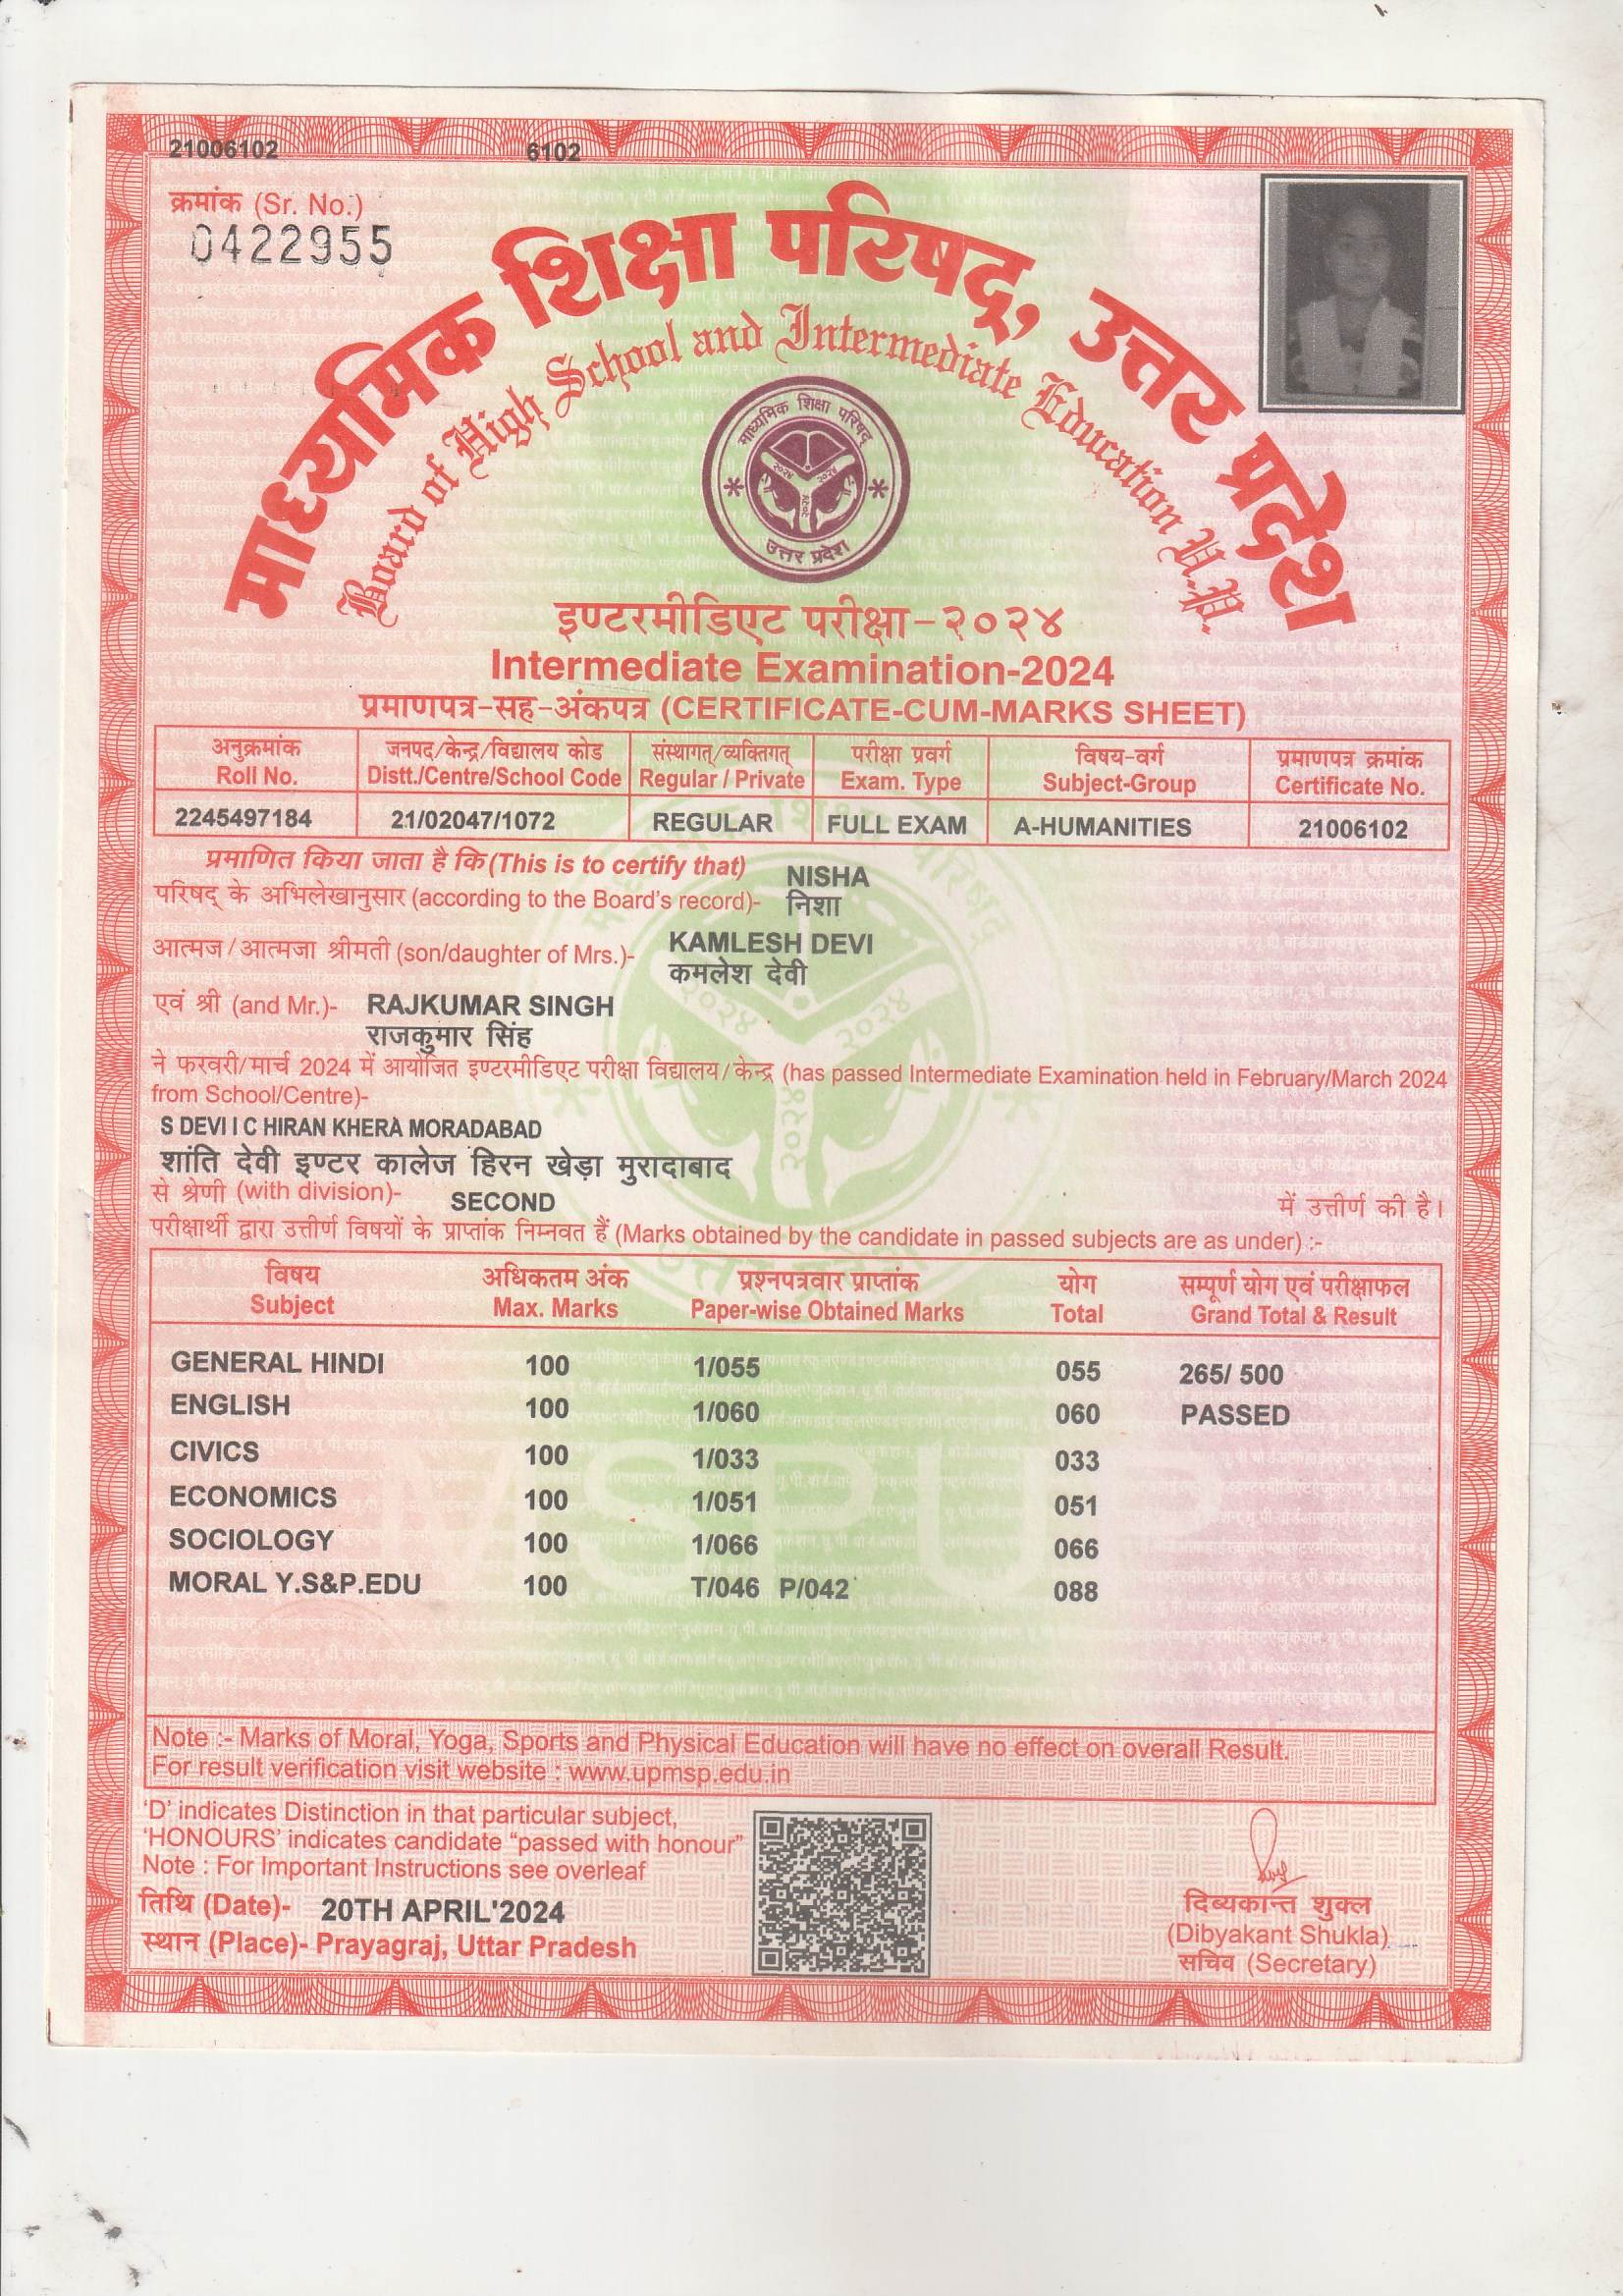 21006102 6102
क्रमांक (Sr. No.)
0422955
माध्यमिक शिक्षा परिषद्, उत्तर प्रदेश
Board of High School and Intermediate Education U.P.
माध्यमिक शिक्षा परिषद्
२०२४ २०२४
२०२४
उत्तर प्रदेश
इण्टरमीडिएट परीक्षा-२०२४
Intermediate Examination-2024
प्रमाणपत्र-सह-अंकपत्र (CERTIFICATE-CUM-MARKS SHEET)
अनुक्रमांक जनपद/केन्द्र/विद्यालय कोड संस्थागत्/व्यक्तिगत् परीक्षा प्रवर्ग विषय-वर्ग प्रमाणपत्र क्रमांक
Roll No. Distt./Centre/School Code Regular / Private Exam. Type Subject-Group Certificate No.
2245497184 21/02047/1072 REGULAR FULL EXAM A-HUMANITIES 21006102
प्रमाणित किया जाता है कि (This is to certify that) NISHA
परिषद् के अभिलेखानुसार (according to the Board's record)- निशा
आत्मज/आत्मजा श्रीमती (son/daughter of Mrs.)- KAMLESH DEVI
कमलेश देवी
एवं श्री (and Mr.)- RAJKUMAR SINGH
राजकुमार सिंह
ने फरवरी/मार्च 2024 में आयोजित इण्टरमीडिएट परीक्षा विद्यालय/केन्द्र (has passed Intermediate Examination held in February/March 2024
from School/Centre)-
S DEVI I C HIRAN KHERA MORADABAD
शांति देवी इण्टर कालेज हिरन खेड़ा मुरादाबाद
से श्रेणी (with division)- SECOND में उत्तीर्ण की है।
परीक्षार्थी द्वारा उत्तीर्ण विषयों के प्राप्तांक निम्नवत हैं (Marks obtained by the candidate in passed subjects are as under) :-
विषय अधिकतम अंक प्रश्नपत्रवार प्राप्तांक योग सम्पूर्ण योग एवं परीक्षाफल
Subject Max. Marks Paper-wise Obtained Marks Total Grand Total & Result
GENERAL HINDI 100 1/055 055 265/ 500
ENGLISH 100 1/060 060 PASSED
CIVICS 100 1/033 033
ECONOMICS 100 1/051 051
SOCIOLOGY 100 1/066 066
MORAL Y.S&P.EDU 100 T/046 P/042 088
MSPUP
Note :- Marks of Moral, Yoga, Sports and Physical Education will have no effect on overall Result.
For result verification visit website : www.upmsp.edu.in
'D' indicates Distinction in that particular subject,
'HONOURS' indicates candidate "passed with honour"
Note : For Important Instructions see overleaf
तिथि (Date)- 20TH APRIL'2024
स्थान (Place)- Prayagraj, Uttar Pradesh
दिव्यकान्त शुक्ल
(Dibyakant Shukla)
सचिव (Secretary)